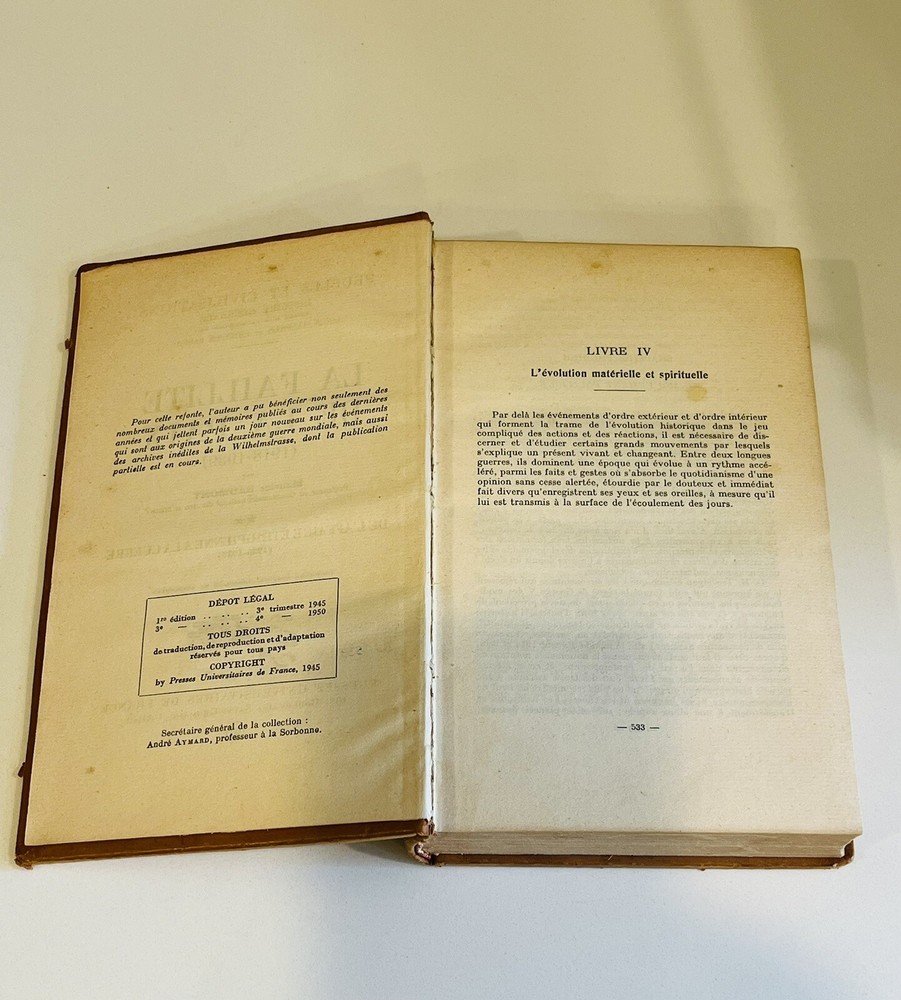 Pour cette refonte, l'auteur a pu bénéficier non seulement des
nombreux documents et mémoires publiés au cours des dernières
années et qui jettent parfois un jour nouveau sur les événements
qui sont aux origines de la deuxième guerre mondiale, mais aussi
des archives inédites de la Wilhelmstrasse, dont la publication
partielle est en cours.
DÉPOT LÉGAL
1re édition .. .. .. 3e trimestre 1945
3e — .. .. .. 4e — 1950
TOUS DROITS
de traduction, de reproduction et d'adaptation
réservés pour tous pays
COPYRIGHT
by Presses Universitaires de France, 1945
Secrétaire général de la collection :
André AYMARD, professeur à la Sorbonne.
LIVRE IV
L'évolution matérielle et spirituelle
Par delà les événements d'ordre extérieur et d'ordre intérieur
qui forment la trame de l'évolution historique dans le jeu
compliqué des actions et des réactions, il est nécessaire de dis-
cerner et d'étudier certains grands mouvements par lesquels
s'explique un présent vivant et changeant. Entre deux longues
guerres, ils dominent une époque qui évolue à un rythme accé-
léré, parmi les faits et gestes où s'absorbe le quotidianisme d'une
opinion sans cesse alertée, étourdie par le douteux et immédiat
fait divers qu'enregistrent ses yeux et ses oreilles, à mesure qu'il
lui est transmis à la surface de l'écoulement des jours.
— 533 —